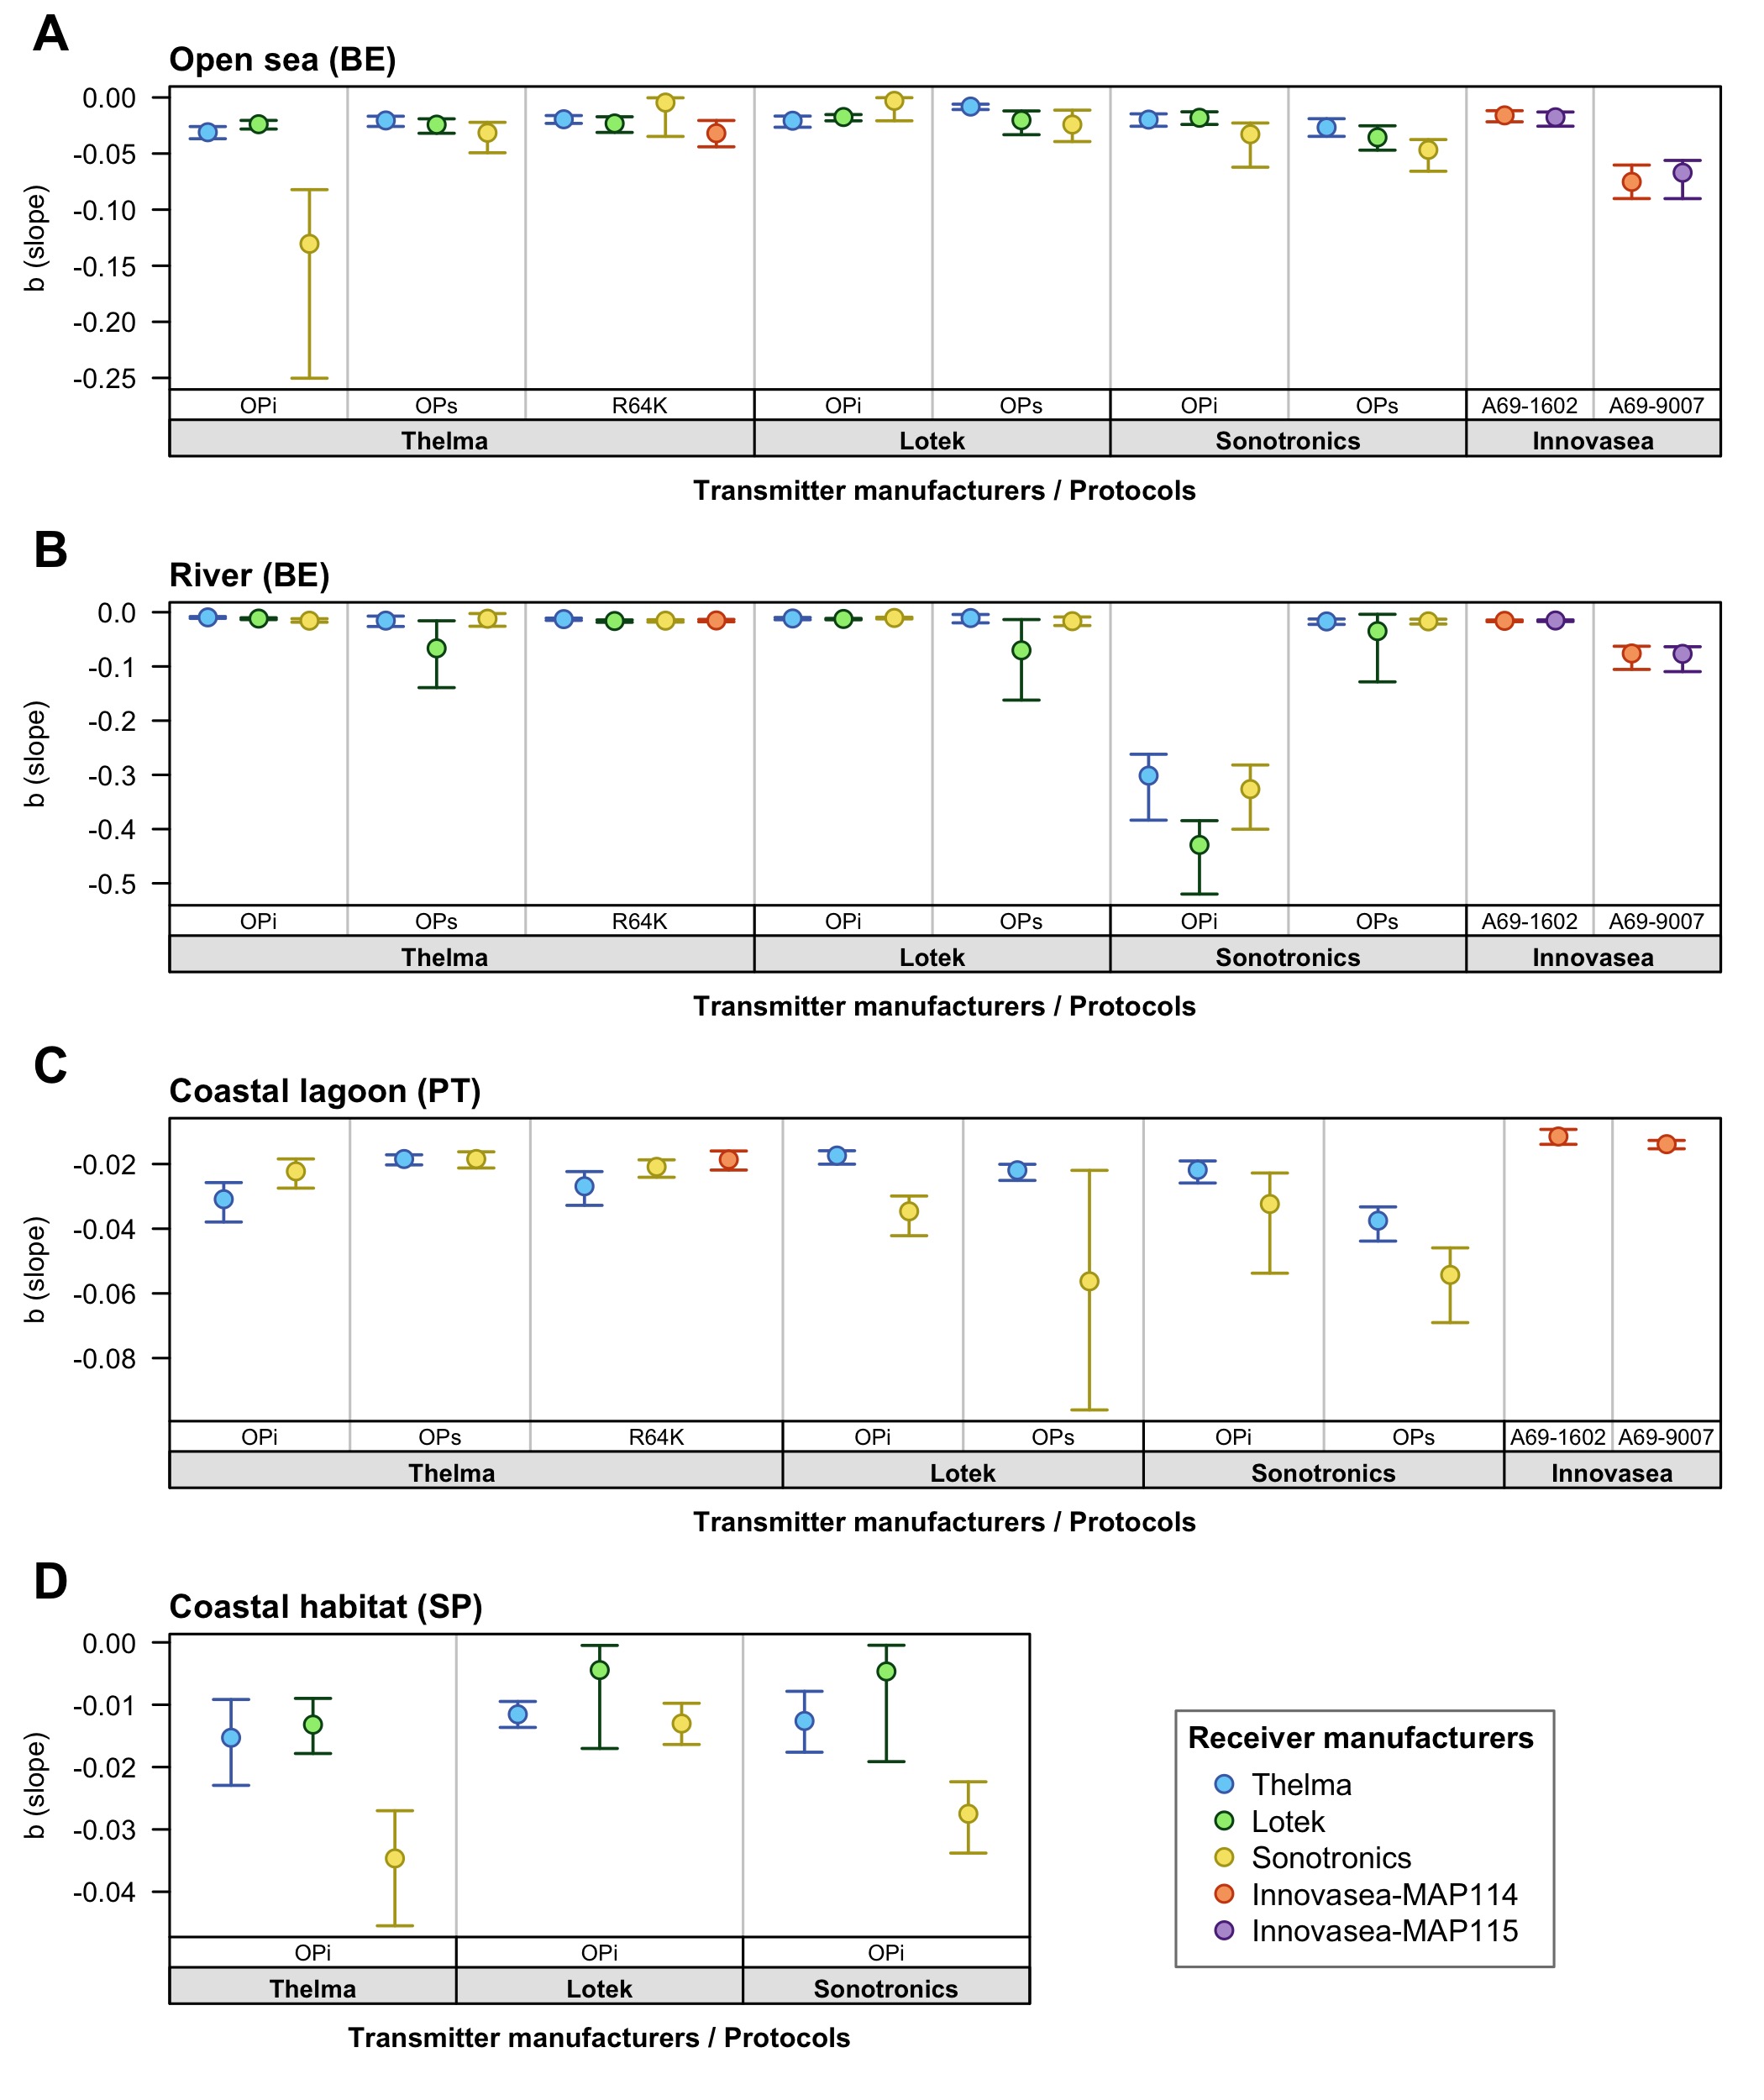 A
Open sea (BE)
0.00
-0.05
-0.10
-0.15
-0.20
-0.25
b (slope)
OPi OPs R64K OPi OPs OPi OPs A69-1602 A69-9007
Thelma Lotek Sonotronics Innovasea
Transmitter manufacturers / Protocols
B
River (BE)
0.0
-0.1
-0.2
-0.3
-0.4
-0.5
b (slope)
OPi OPs R64K OPi OPs OPi OPs A69-1602 A69-9007
Thelma Lotek Sonotronics Innovasea
Transmitter manufacturers / Protocols
C
Coastal lagoon (PT)
-0.02
-0.04
-0.06
-0.08
b (slope)
OPi OPs R64K OPi OPs OPi OPs A69-1602 A69-9007
Thelma Lotek Sonotronics Innovasea
Transmitter manufacturers / Protocols
D
Coastal habitat (SP)
0.00
-0.01
-0.02
-0.03
-0.04
b (slope)
OPi OPi OPi
Thelma Lotek Sonotronics
Transmitter manufacturers / Protocols
Receiver manufacturers
Thelma
Lotek
Sonotronics
Innovasea-MAP114
Innovasea-MAP115